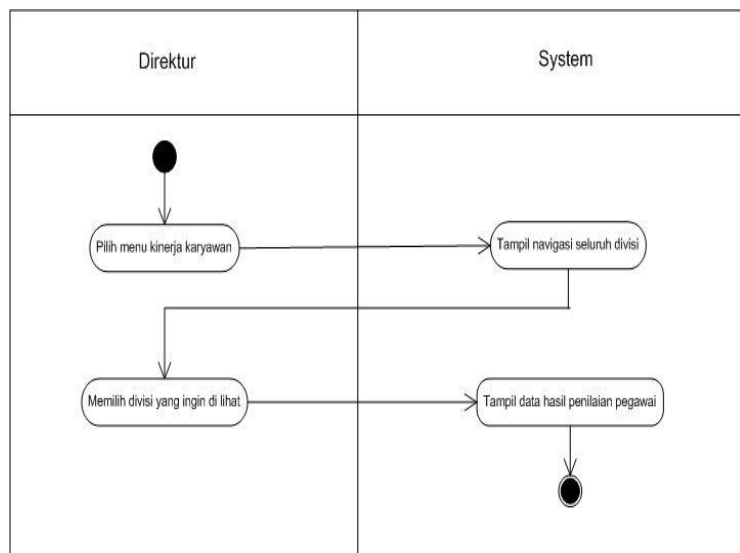 Direktur
System
Pilih menu kinerja karyawan
Tampil navigasi seluruh divisi
Memilih divisi yang ingin di lihat
Tampil data hasil penilaian pegawai